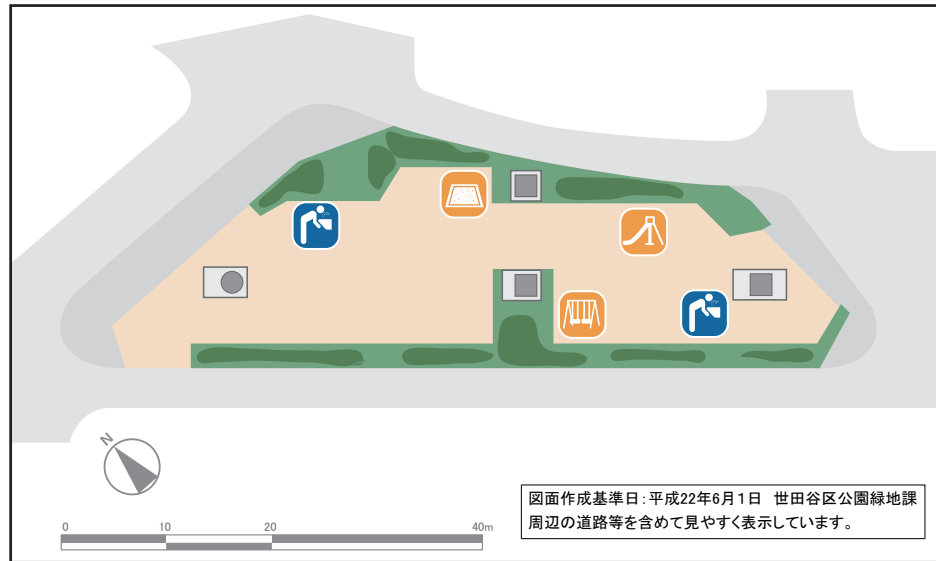 N
0 10 20 40m
図面作成基準日:平成22年6月1日 世田谷区公園緑地課
周辺の道路等を含めて見やすく表示しています。